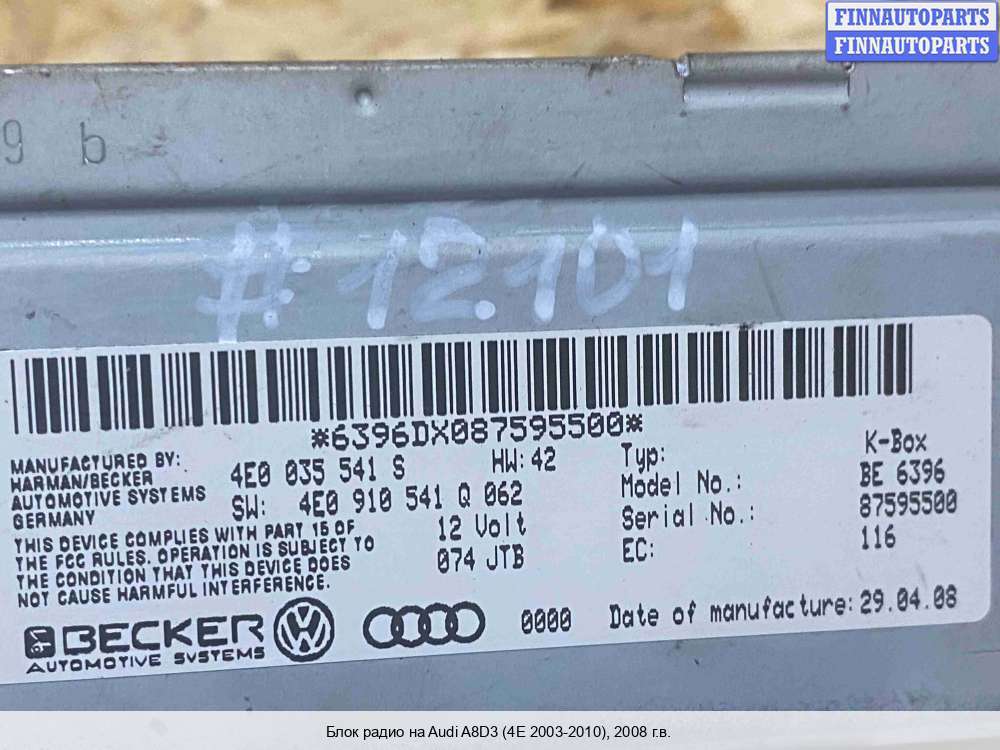 FINNAUTOPARTS
FINNAUTOPARTS
9 b
#12101
*6396DX087595500*
MANUFACTURED BY:
HARMAN/BECKER
AUTOMOTIVE SYSTEMS
GERMANY
4E0 035 541 S HW: 42
SW: 4E0 910 541 Q 062
12 Volt
074 JTB
Typ: K-Box
Model No.: BE 6396
Serial No.: 87595500
EC: 116
THIS DEVICE COMPLIES WITH PART 15 OF
THE FCC RULES. OPERATION IS SUBJECT TO
THE CONDITION THAT THIS DEVICE DOES
NOT CAUSE HARMFUL INTERFERENCE.
BECKER
AUTOMOTIVE SYSTEMS
0000
Date of manufacture: 29.04.08
Блок радио на Audi A8D3 (4E 2003-2010), 2008 г.в.